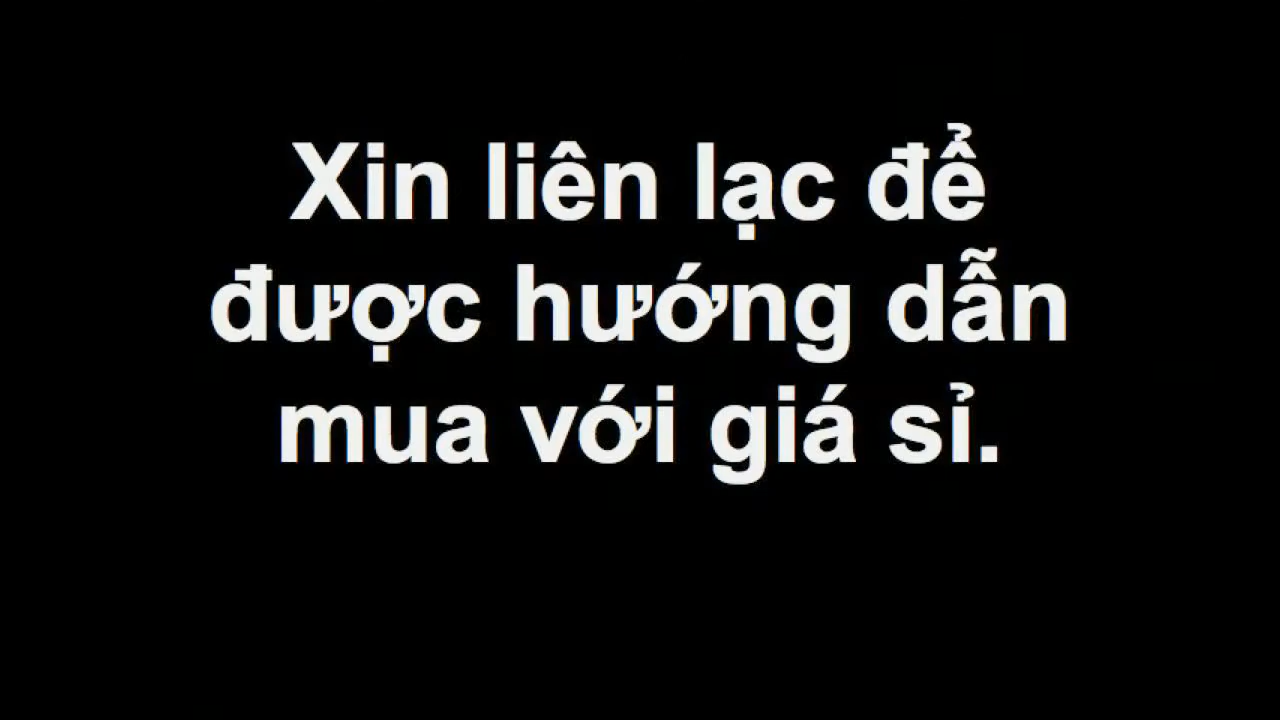 Xin liên lạc để
được hướng dẫn
mua với giá sỉ.